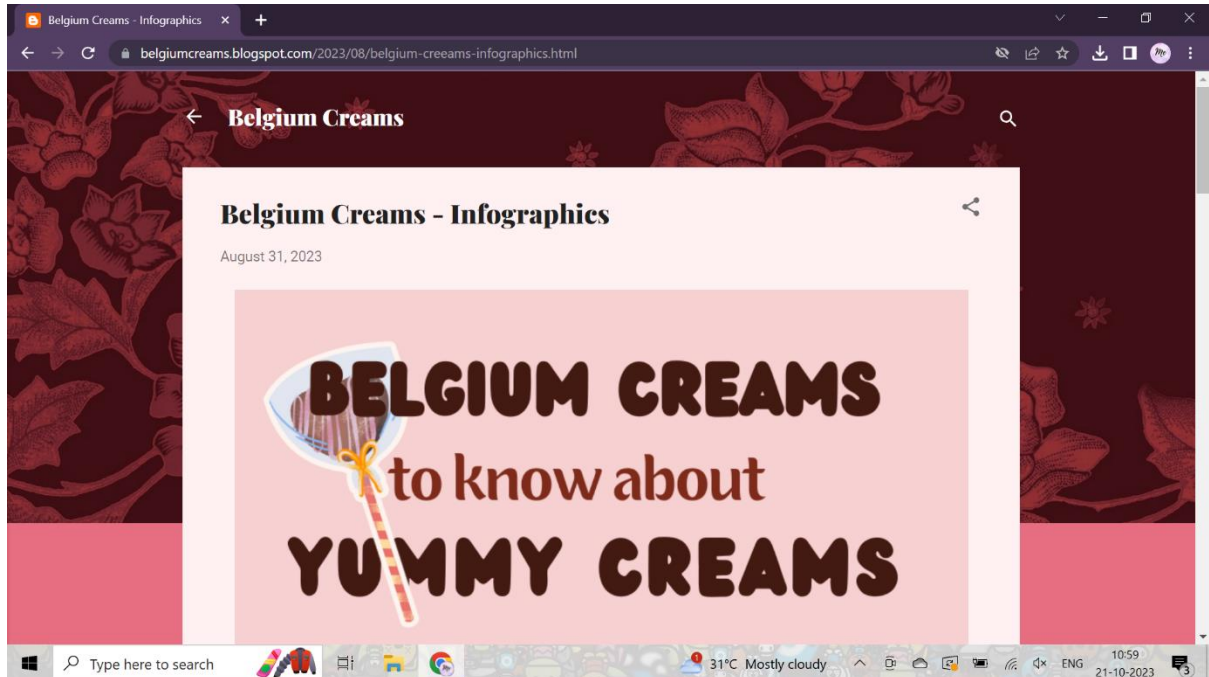 Belgium Creams - Infographics
belgiumcreams.blogspot.com/2023/08/belgium-creeams-infographics.html
Belgium Creams
Belgium Creams - Infographics
August 31, 2023
BELGIUM CREAMS
to know about
YUMMY CREAMS
Type here to search
31°C Mostly cloudy
ENG
10:59
21-10-2023